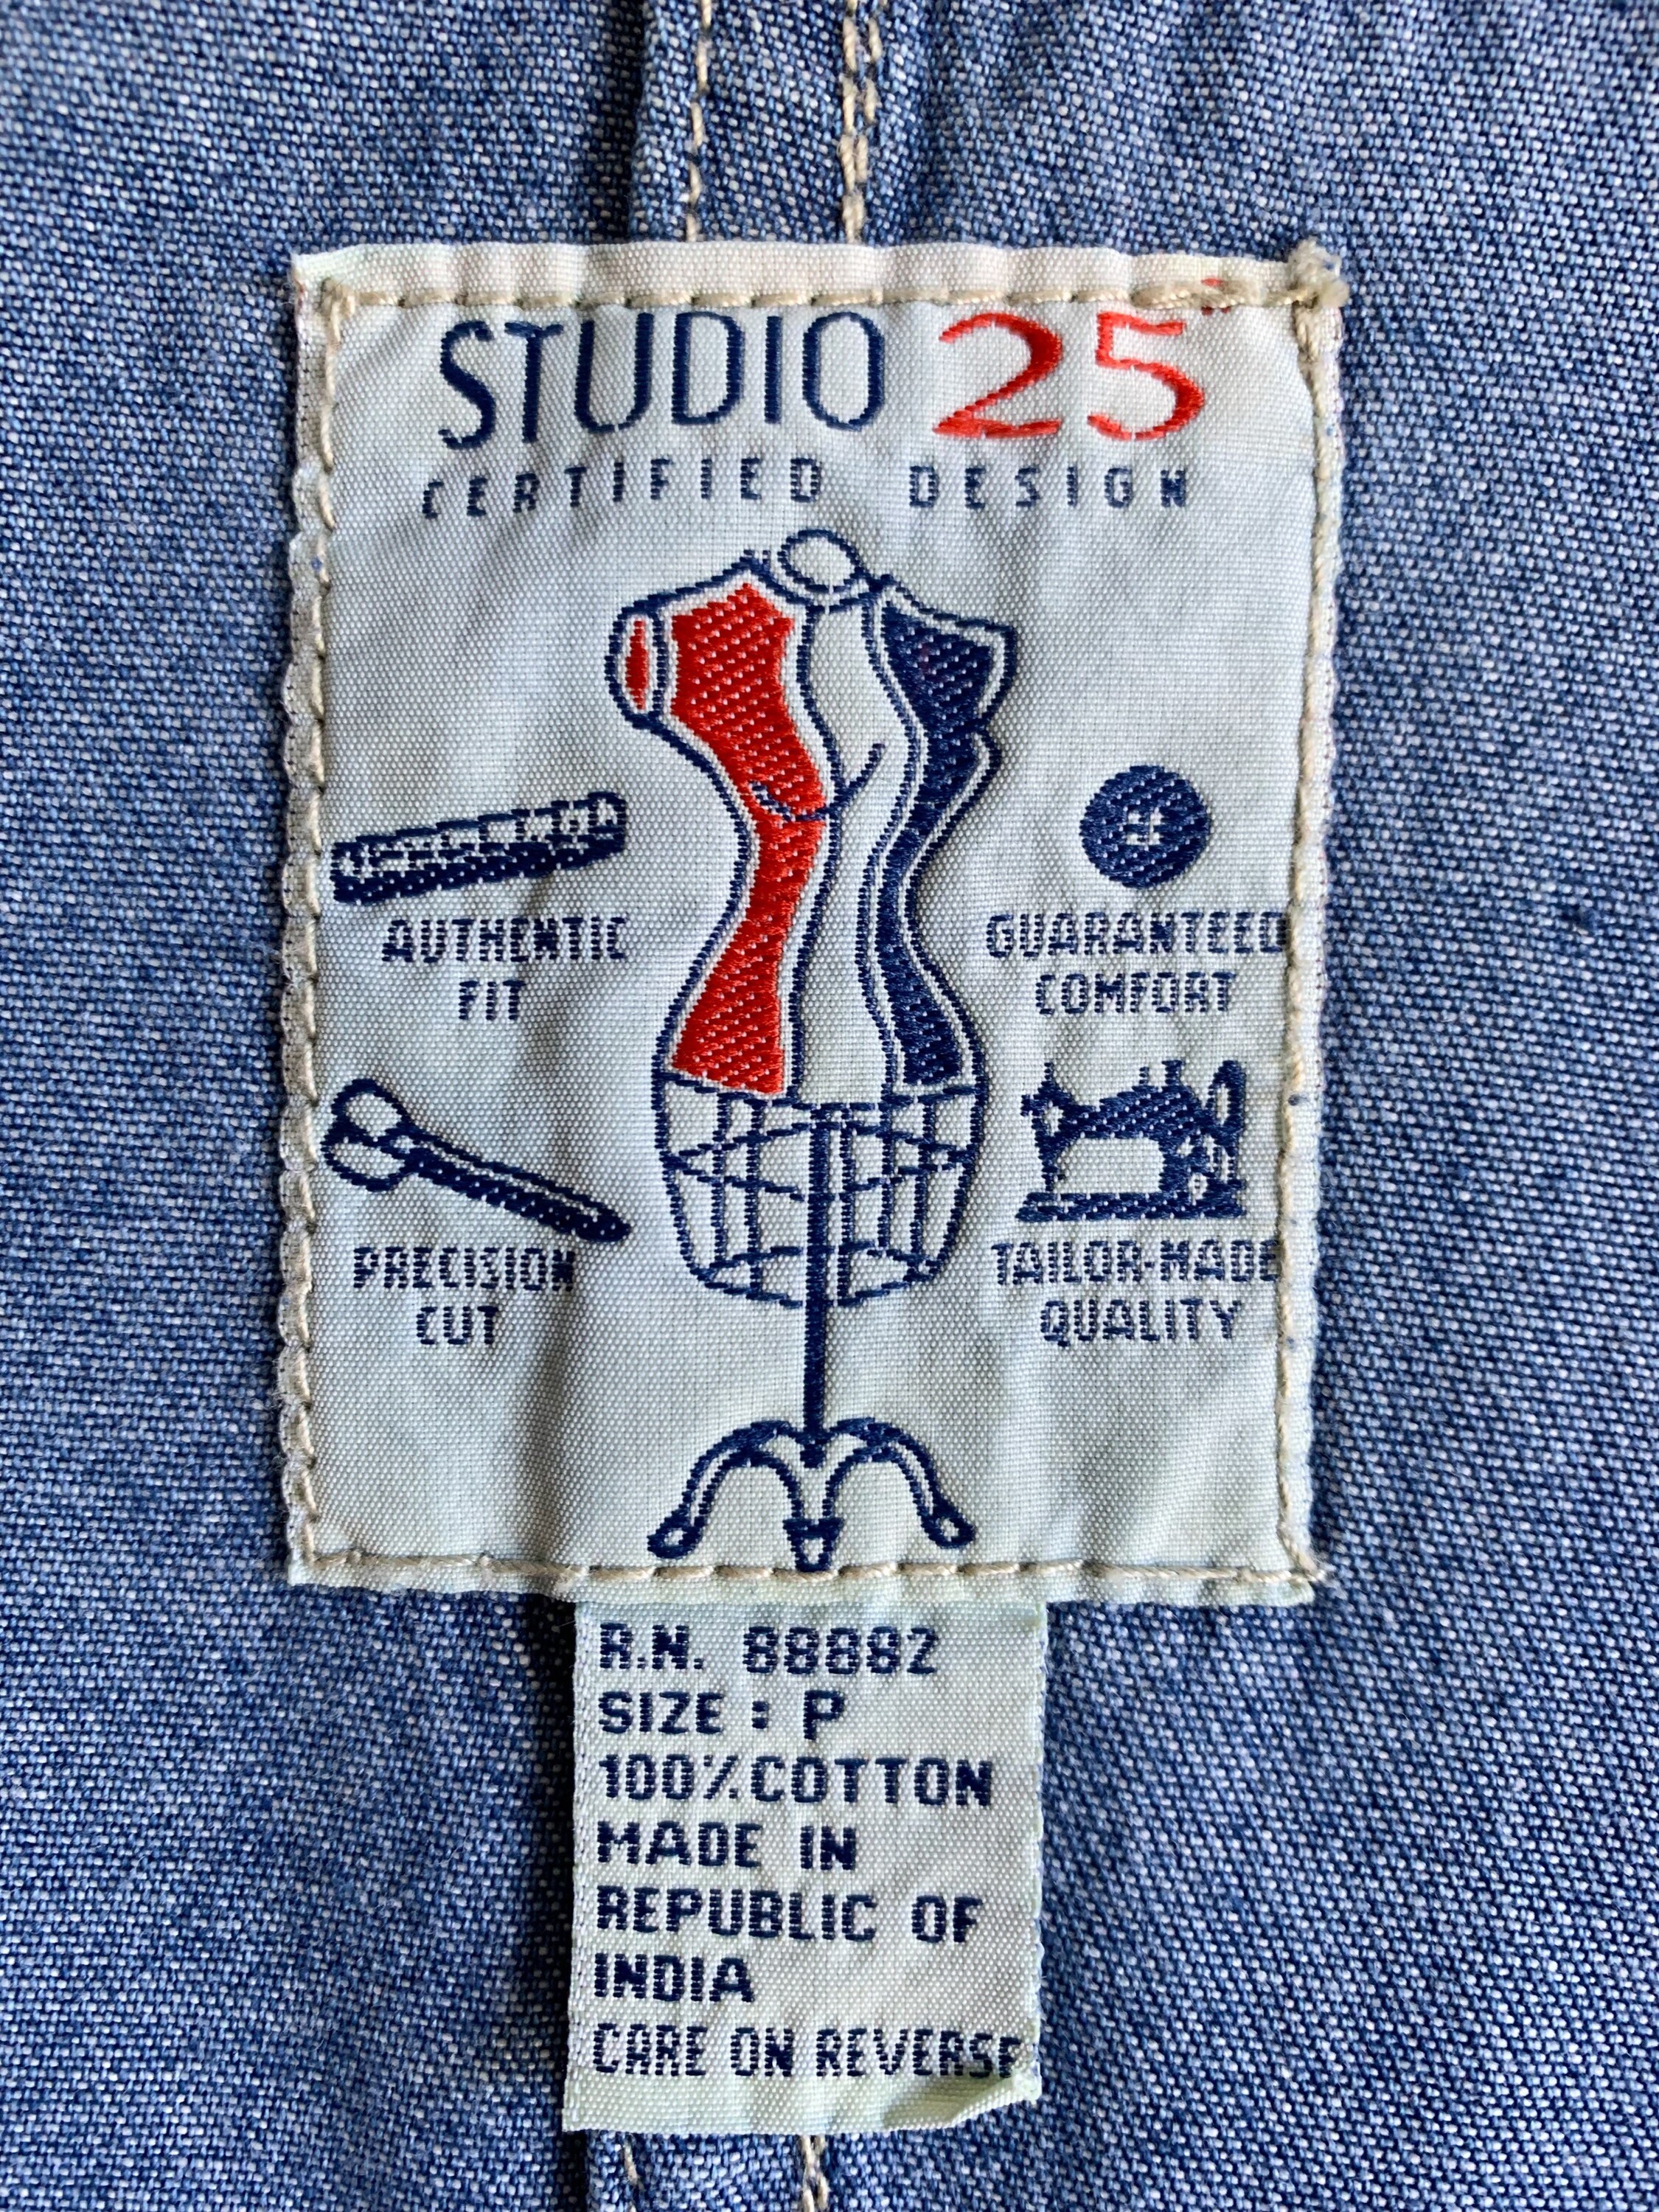 STUDIO 25
CERTIFIED DESIGN
AUTHENTIC
FIT
GUARANTEED
COMFORT
PRECISION
CUT
TAILOR-MADE
QUALITY
R.N. 88882
SIZE : P
100% COTTON
MADE IN
REPUBLIC OF
INDIA
CARE ON REVERSE